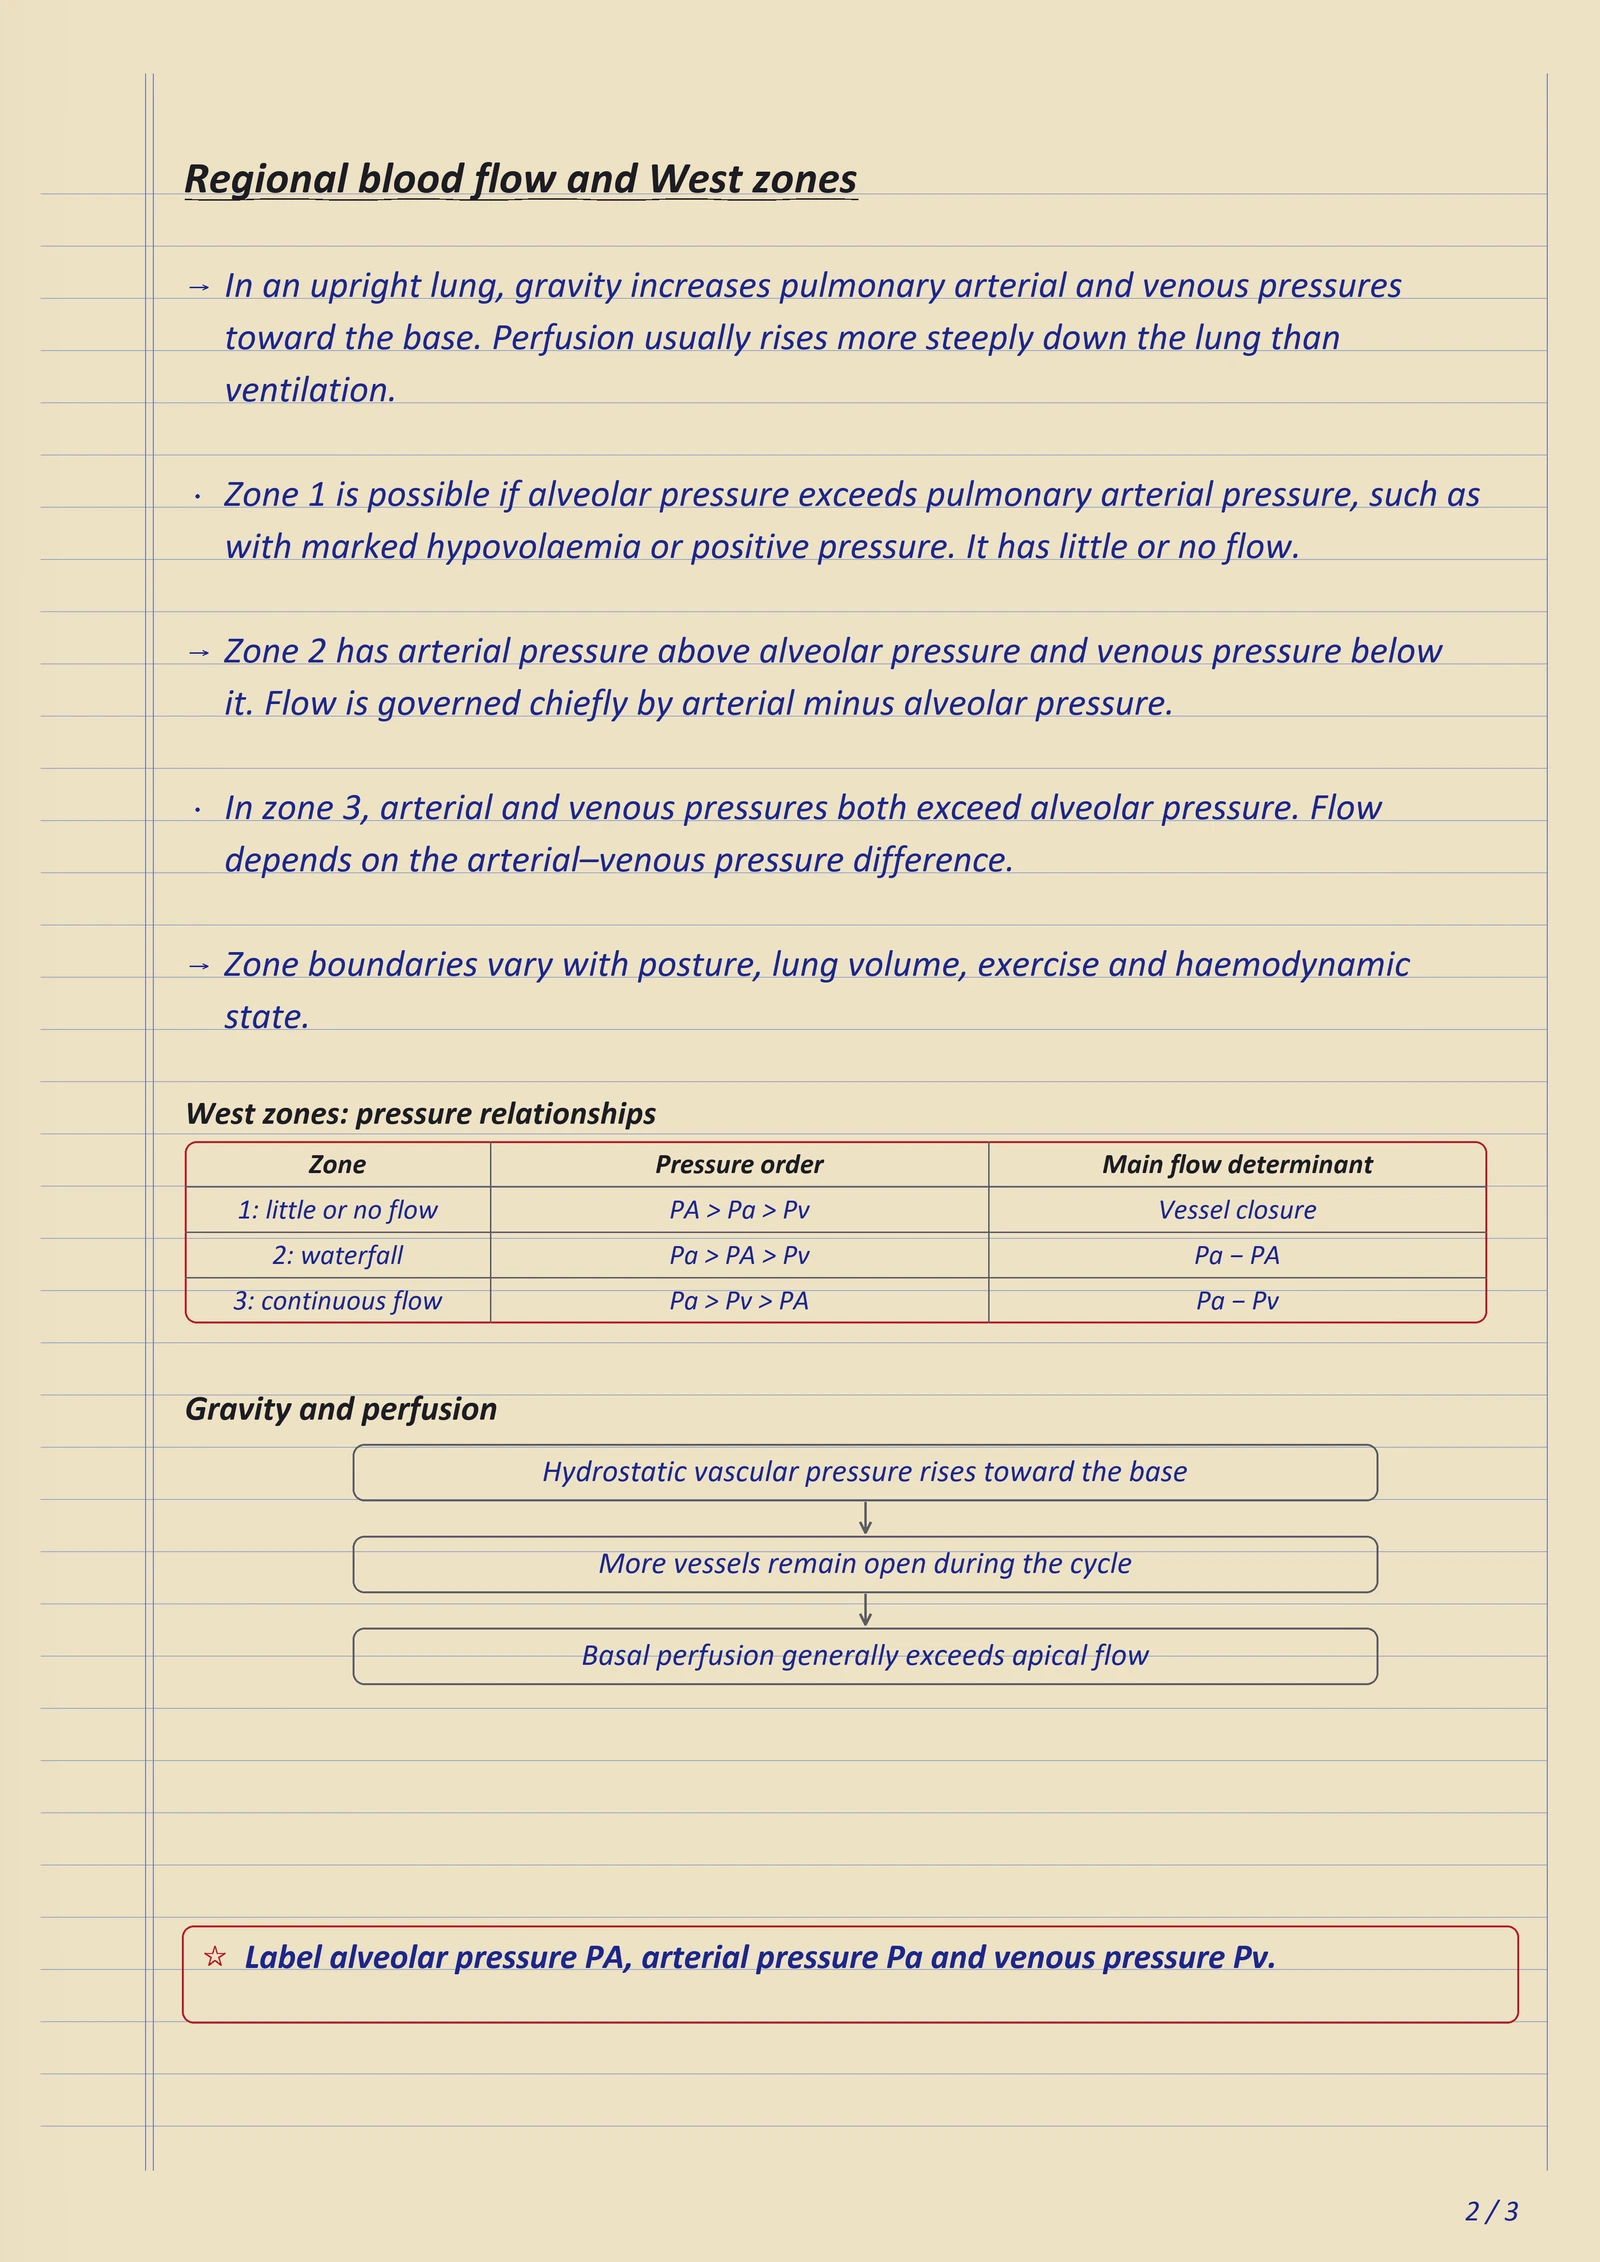 Regional blood flow and West zones
→ In an upright lung, gravity increases pulmonary arterial and venous pressures
toward the base. Perfusion usually rises more steeply down the lung than
ventilation.
· Zone 1 is possible if alveolar pressure exceeds pulmonary arterial pressure, such as
with marked hypovolaemia or positive pressure. It has little or no flow.
→ Zone 2 has arterial pressure above alveolar pressure and venous pressure below
it. Flow is governed chiefly by arterial minus alveolar pressure.
· In zone 3, arterial and venous pressures both exceed alveolar pressure. Flow
depends on the arterial–venous pressure difference.
→ Zone boundaries vary with posture, lung volume, exercise and haemodynamic
state.
West zones: pressure relationships
Zone Pressure order Main flow determinant
1: little or no flow PA > Pa > Pv Vessel closure
2: waterfall Pa > PA > Pv Pa − PA
3: continuous flow Pa > Pv > PA Pa − Pv
Gravity and perfusion
Hydrostatic vascular pressure rises toward the base
More vessels remain open during the cycle
Basal perfusion generally exceeds apical flow
☆ Label alveolar pressure PA, arterial pressure Pa and venous pressure Pv.
2 / 3